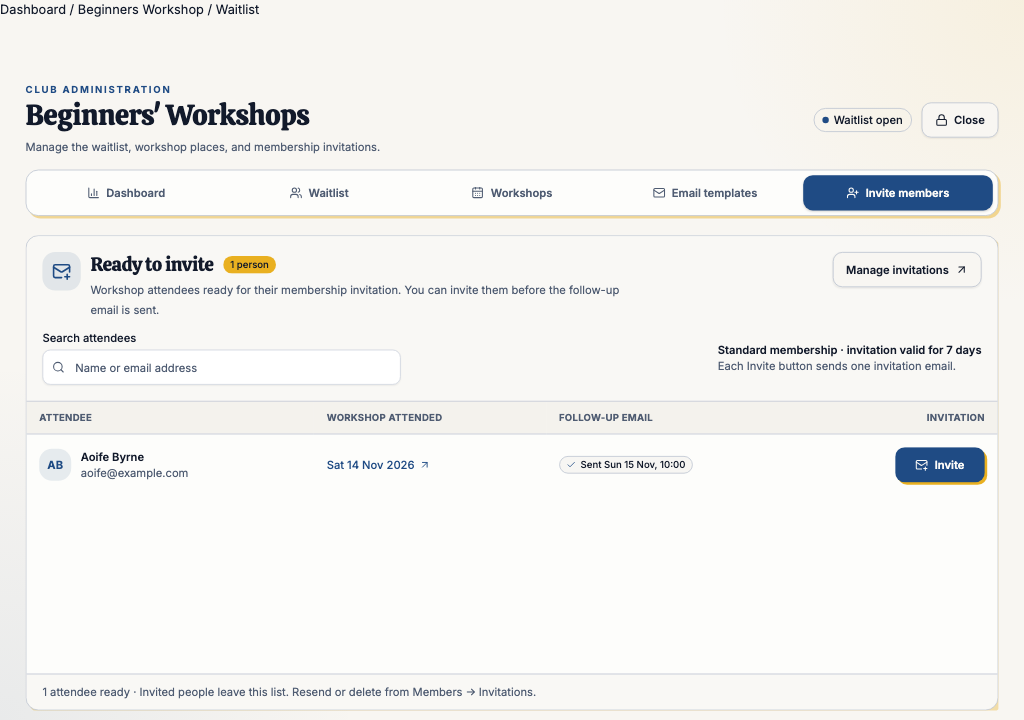 Dashboard / Beginners Workshop / Waitlist
CLUB ADMINISTRATION
Beginners' Workshops
Manage the waitlist, workshop places, and membership invitations.
Waitlist open
Close
Dashboard
Waitlist
Workshops
Email templates
Invite members
Ready to invite
1 person
Workshop attendees ready for their membership invitation. You can invite them before the follow-up
email is sent.
Manage invitations
Search attendees
Name or email address
Standard membership · invitation valid for 7 days
Each Invite button sends one invitation email.
ATTENDEE
WORKSHOP ATTENDED
FOLLOW-UP EMAIL
INVITATION
AB
Aoife Byrne
aoife@example.com
Sat 14 Nov 2026
Sent Sun 15 Nov, 10:00
Invite
1 attendee ready · Invited people leave this list. Resend or delete from Members → Invitations.